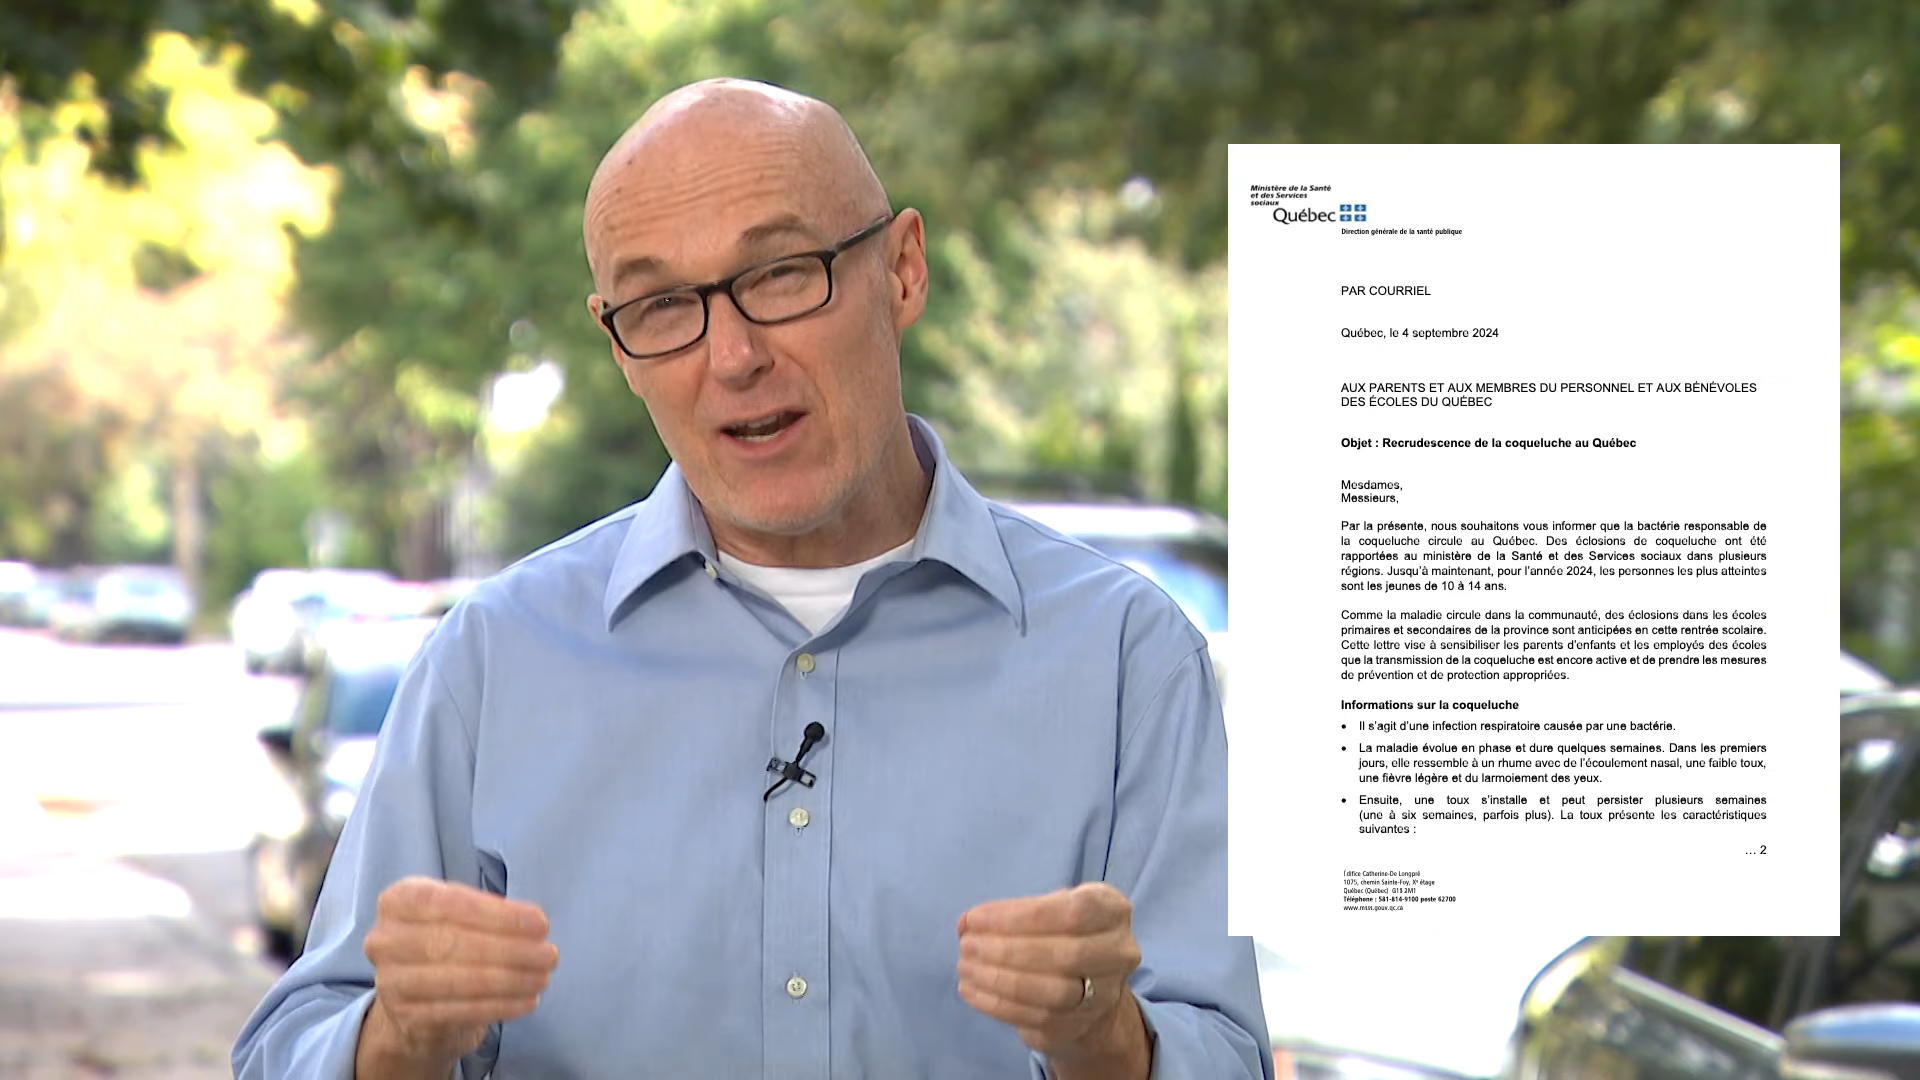 Ministère de la Santé
et des Services
sociaux
Québec
Direction générale de la santé publique
PAR COURRIEL
Québec, le 4 septembre 2024
AUX PARENTS ET AUX MEMBRES DU PERSONNEL ET AUX BÉNÉVOLES
DES ÉCOLES DU QUÉBEC
Objet : Recrudescence de la coqueluche au Québec
Mesdames,
Messieurs,
Par la présente, nous souhaitons vous informer que la bactérie responsable de
la coqueluche circule au Québec. Des éclosions de coqueluche ont été
rapportées au ministère de la Santé et des Services sociaux dans plusieurs
régions. Jusqu’à maintenant, pour l’année 2024, les personnes les plus atteintes
sont les jeunes de 10 à 14 ans.
Comme la maladie circule dans la communauté, des éclosions dans les écoles
primaires et secondaires de la province sont anticipées en cette rentrée scolaire.
Cette lettre vise à sensibiliser les parents d’enfants et les employés des écoles
que la transmission de la coqueluche est encore active et de prendre les mesures
de prévention et de protection appropriées.
Informations sur la coqueluche
• Il s’agit d’une infection respiratoire causée par une bactérie.
• La maladie évolue en phase et dure quelques semaines. Dans les premiers
jours, elle ressemble à un rhume avec de l’écoulement nasal, une faible toux,
une fièvre légère et du larmoiement des yeux.
• Ensuite, une toux s’installe et peut persister plusieurs semaines
(une à six semaines, parfois plus). La toux présente les caractéristiques
suivantes :
… 2
Édifice Catherine-De Longpré
1075, chemin Sainte-Foy, Xᵉ étage
Québec (Québec) G1S 2M1
Téléphone : 581-814-9100 poste 62700
www.msss.gouv.qc.ca